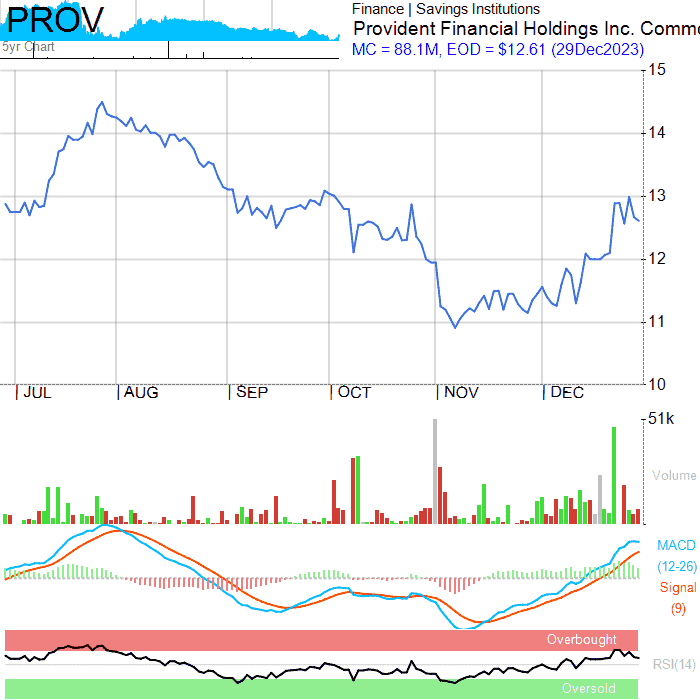 PROV
5yr Chart
Finance | Savings Institutions
Provident Financial Holdings Inc. Commo
MC = 88.1M, EOD = $12.61 (29Dec2023)
15
14
13
12
11
10
JUL AUG SEP OCT NOV DEC
51k
Volume
MACD
(12-26)
Signal
(9)
Overbought
RSI(14)
Oversold